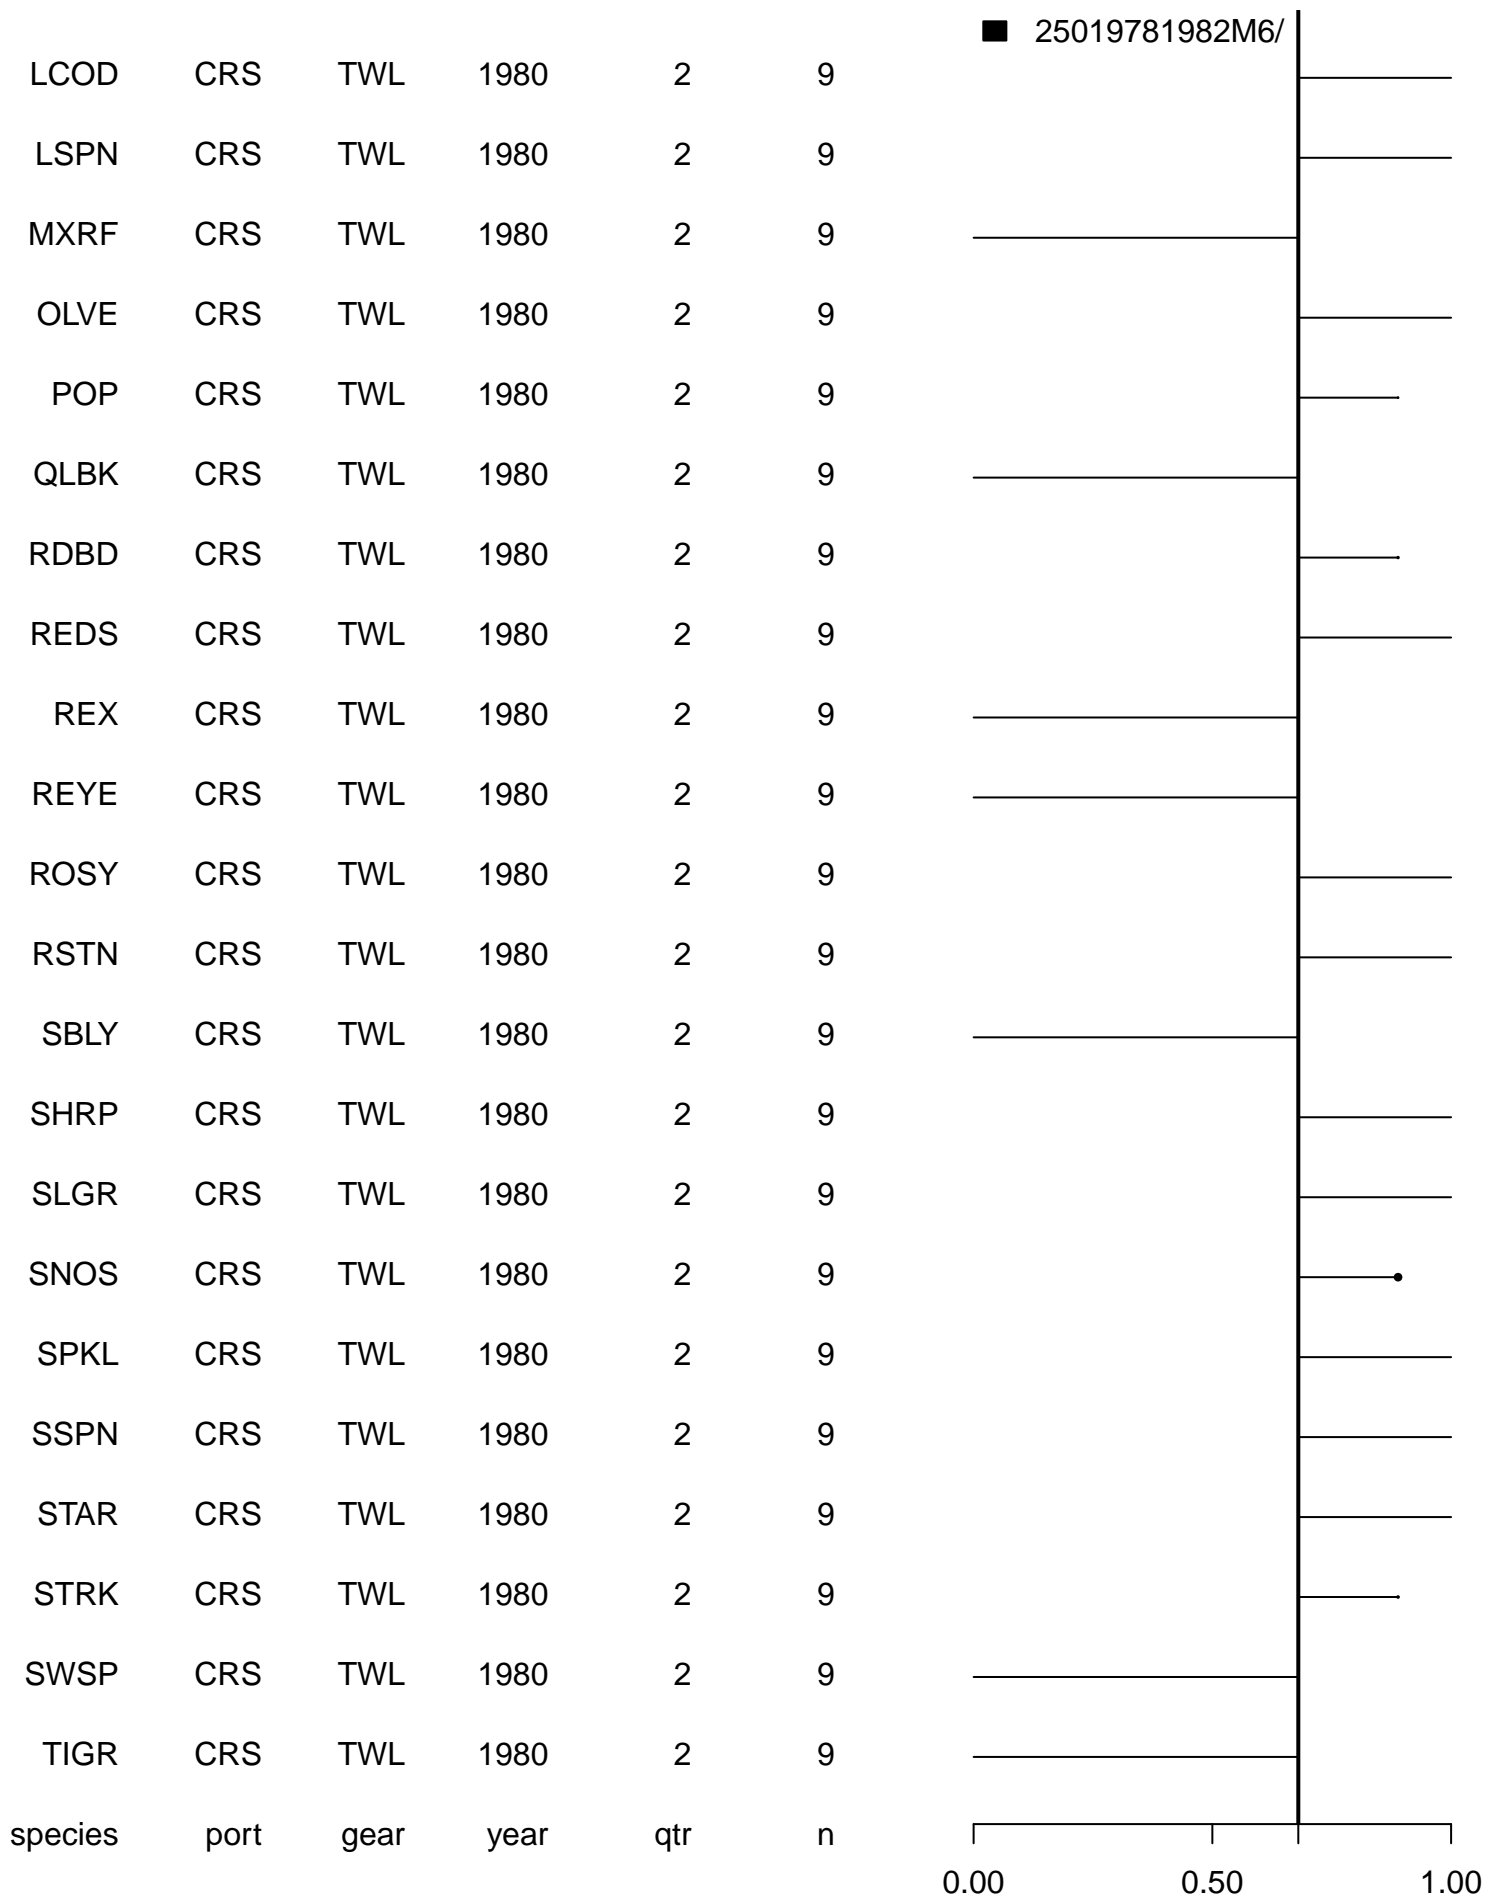 25019781982M6/
LCOD CRS TWL 1980 2 9
LSPN CRS TWL 1980 2 9
MXRF CRS TWL 1980 2 9
OLVE CRS TWL 1980 2 9
POP CRS TWL 1980 2 9
QLBK CRS TWL 1980 2 9
RDBD CRS TWL 1980 2 9
REDS CRS TWL 1980 2 9
REX CRS TWL 1980 2 9
REYE CRS TWL 1980 2 9
ROSY CRS TWL 1980 2 9
RSTN CRS TWL 1980 2 9
SBLY CRS TWL 1980 2 9
SHRP CRS TWL 1980 2 9
SLGR CRS TWL 1980 2 9
SNOS CRS TWL 1980 2 9
SPKL CRS TWL 1980 2 9
SSPN CRS TWL 1980 2 9
STAR CRS TWL 1980 2 9
STRK CRS TWL 1980 2 9
SWSP CRS TWL 1980 2 9
TIGR CRS TWL 1980 2 9
species port gear year qtr n
0.00 0.50 1.00